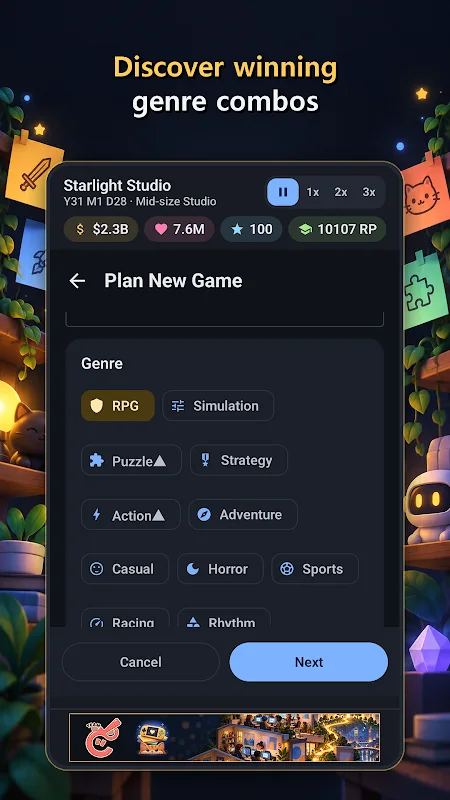 Discover winning
genre combos
Starlight Studio
Y31 M1 D28 · Mid-size Studio
1x 2x 3x
$ $2.3B 7.6M 100 10107 RP
Plan New Game
Genre
RPG Simulation
Puzzle▲ Strategy
Action▲ Adventure
Casual Horror Sports
Racing Rhythm
Cancel Next